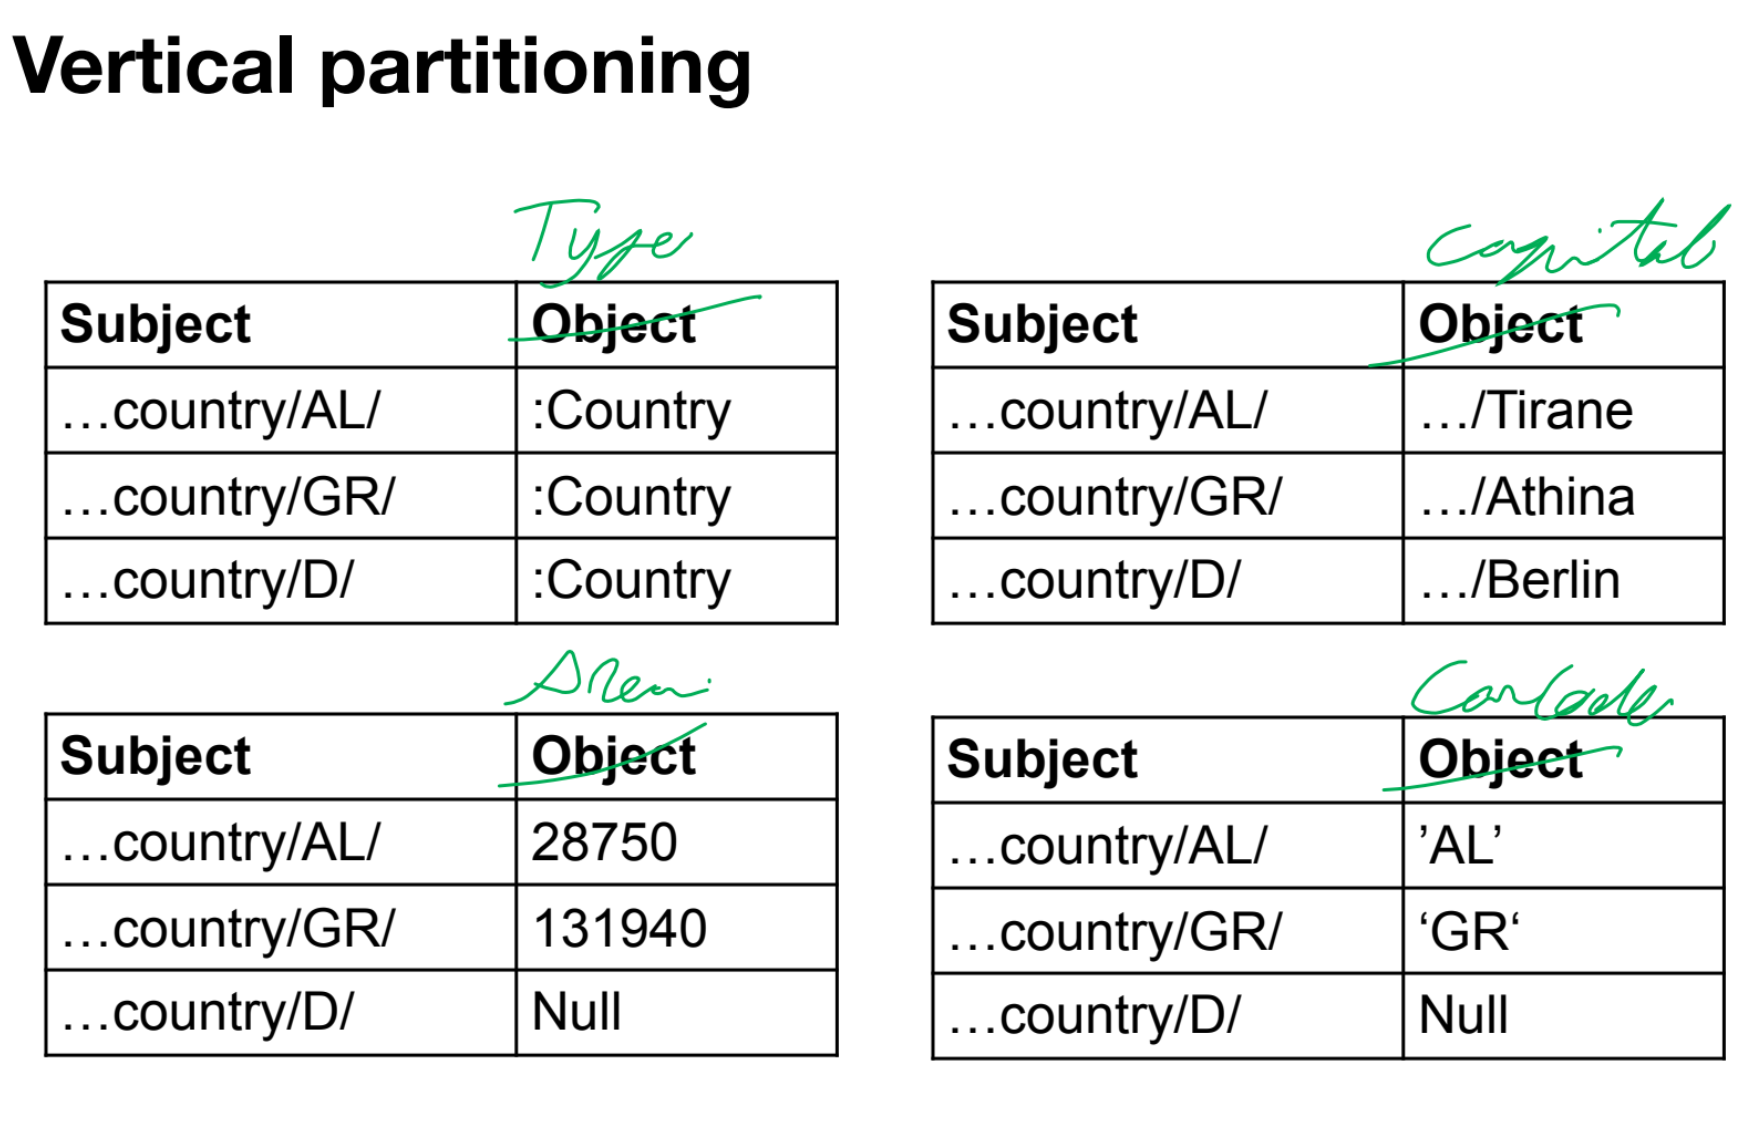 Vertical partitioning
Type
Subject Object
…country/AL/ :Country
…country/GR/ :Country
…country/D/ :Country
capital
Subject Object
…country/AL/ …/Tirane
…country/GR/ …/Athina
…country/D/ …/Berlin
Area
Subject Object
…country/AL/ 28750
…country/GR/ 131940
…country/D/ Null
Subject Object
…country/AL/ ’AL’
…country/GR/ ‘GR‘
…country/D/ Null